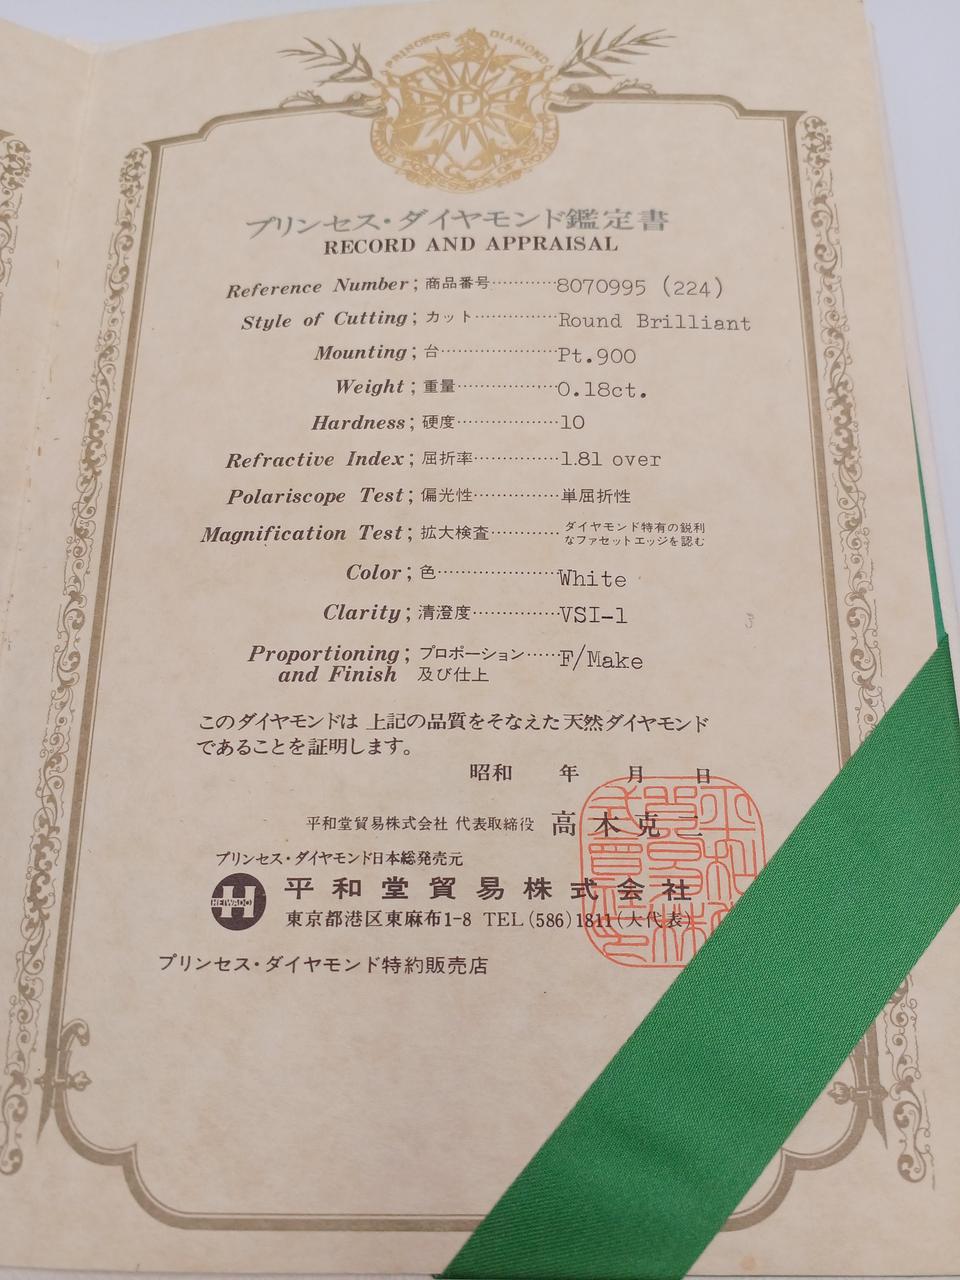 PRINCESS DIAMOND
P
プリンセス・ダイヤモンド鑑定書
RECORD AND APPRAISAL
Reference Number; 商品番号…………8070995 (224)
Style of Cutting; カット……………Round Brilliant
Mounting; 台…………………Pt.900
Weight; 重量………………0.18ct.
Hardness; 硬度………………10
Refractive Index; 屈折率……………1.81 over
Polariscope Test; 偏光性……………単屈折性
Magnification Test; 拡大検査…………ダイヤモンド特有の鋭利
なファセットエッジを認む
Color; 色…………………White
Clarity; 清澄度……………VSI-1
3
Proportioning ; プロポーション……F/Make
and Finish 及び仕上
このダイヤモンドは 上記の品質をそなえた天然ダイヤモンド
であることを証明します。
昭和 年 月 日
平和堂貿易株式会社 代表取締役 高木克二
プリンセス・ダイヤモンド日本総発売元
HEIWADO 平和堂貿易株式会社
東京都港区東麻布1-8 TEL(586)1811(大代表)
プリンセス・ダイヤモンド特約販売店